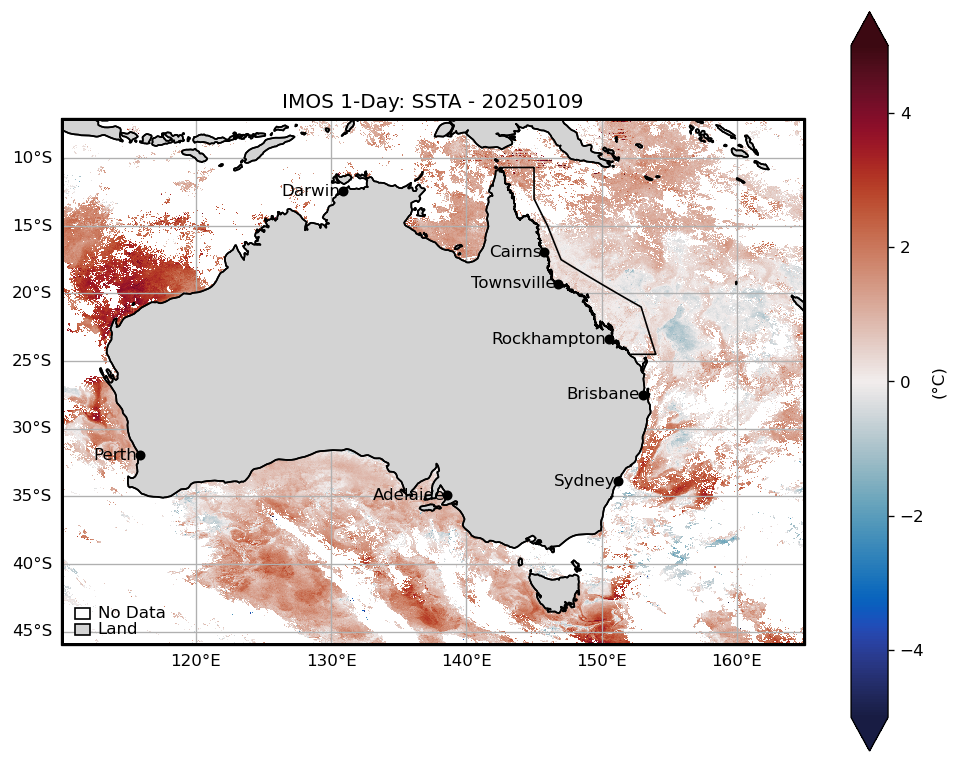 IMOS 1-Day: SSTA - 20250109
10°S
15°S
20°S
25°S
30°S
35°S
40°S
45°S
Darwin
Cairns
Townsville
Rockhampton
Brisbane
Perth
Sydney
Adelaide
No Data
Land
120°E
130°E
140°E
150°E
160°E
4
2
0
−2
−4
(°C)